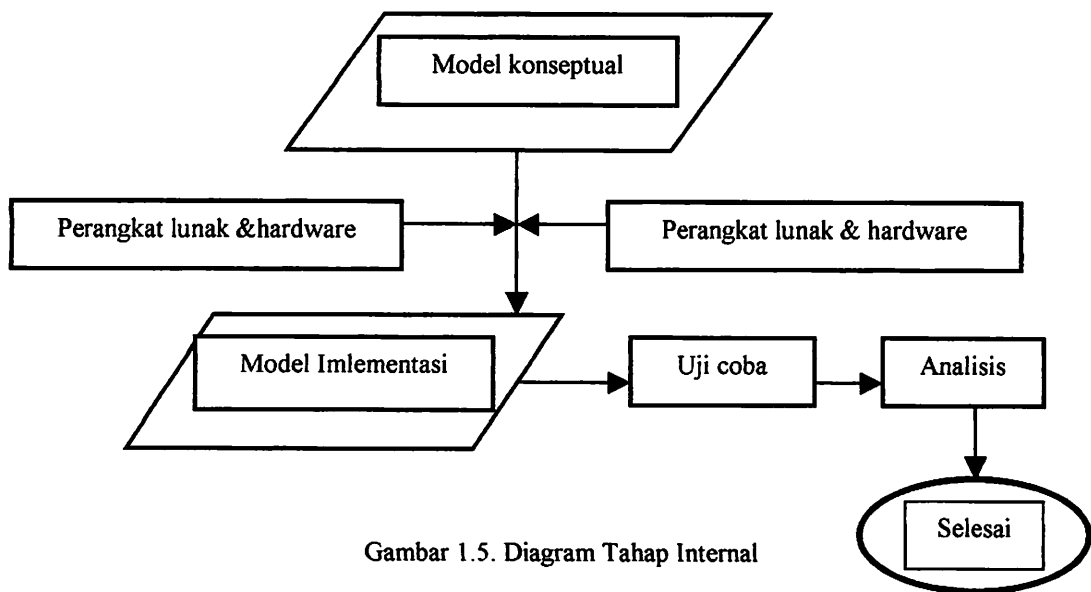 Model konseptual
Perangkat lunak &hardware
Perangkat lunak & hardware
Model Imlementasi
Uji coba
Analisis
Selesai
Gambar 1.5. Diagram Tahap Internal